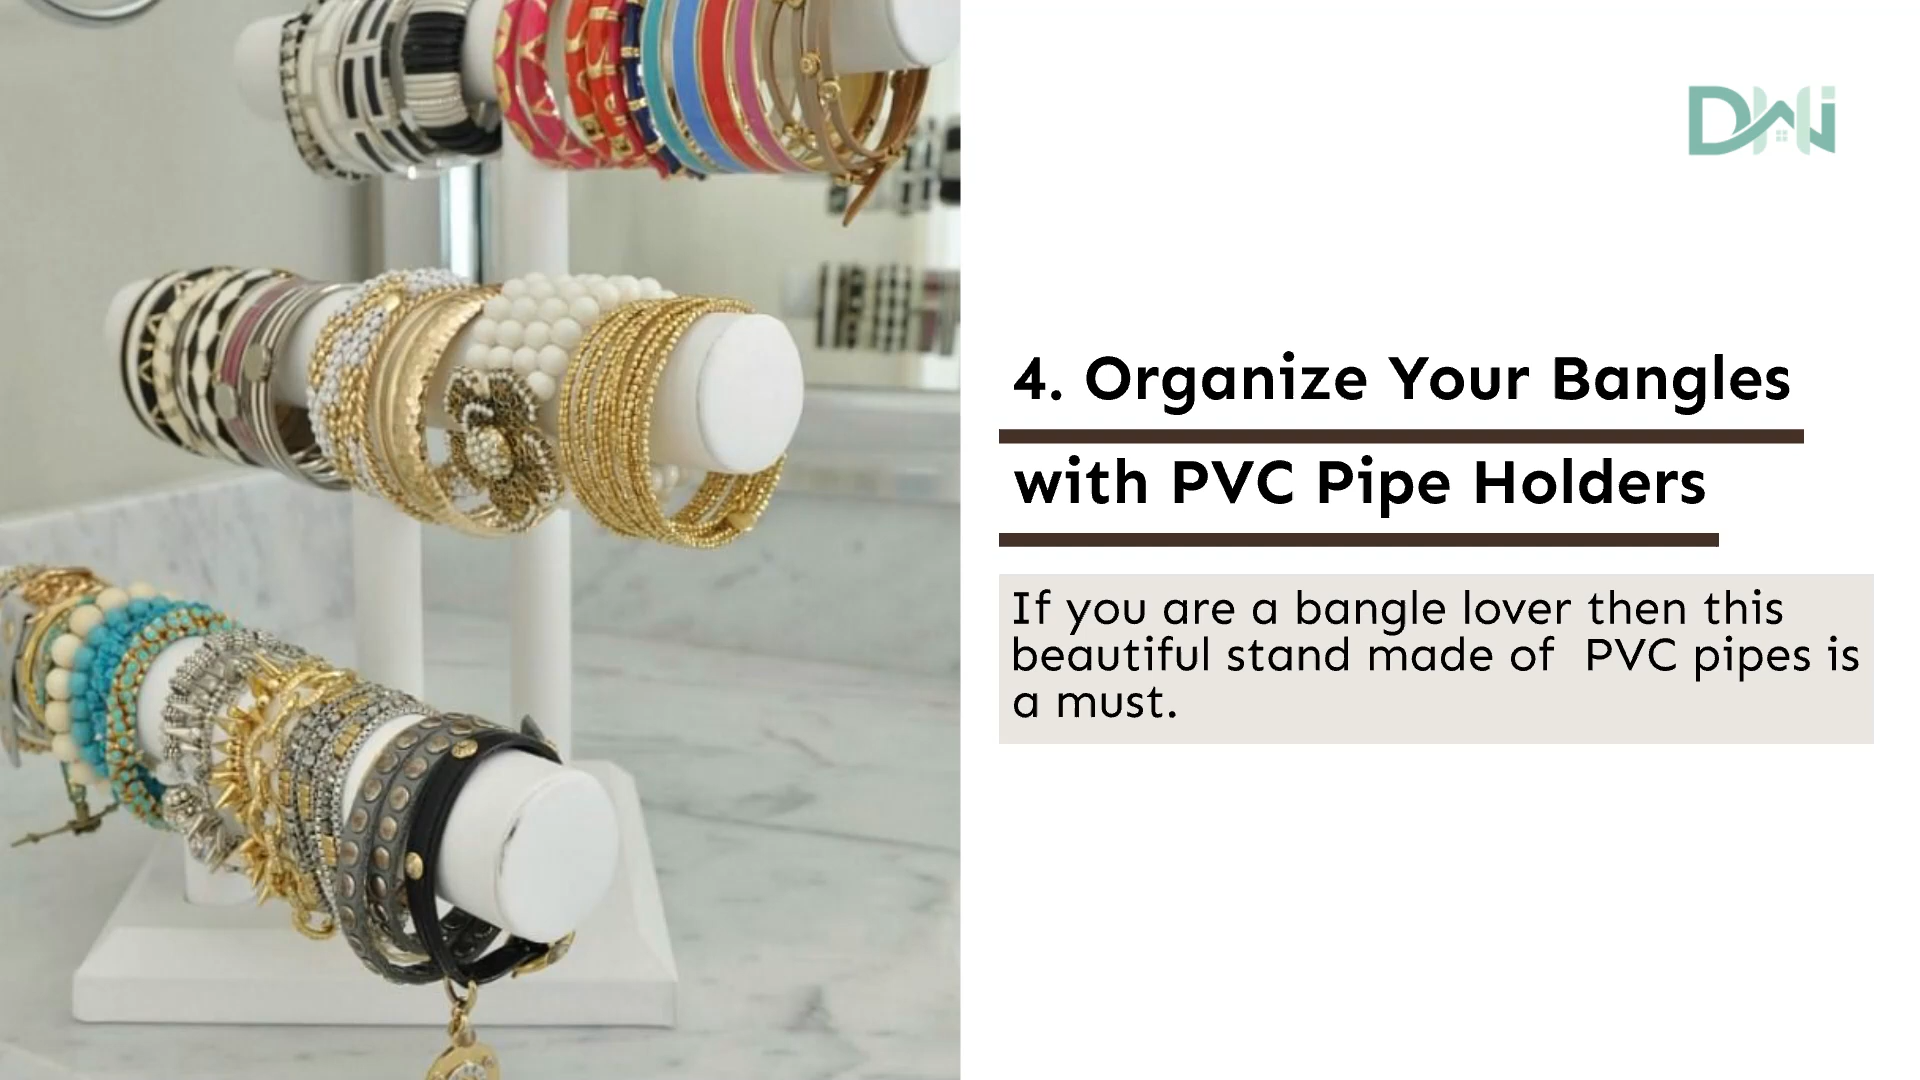 DWi
4. Organize Your Bangles
with PVC Pipe Holders
If you are a bangle lover then this
beautiful stand made of  PVC pipes is
a must.